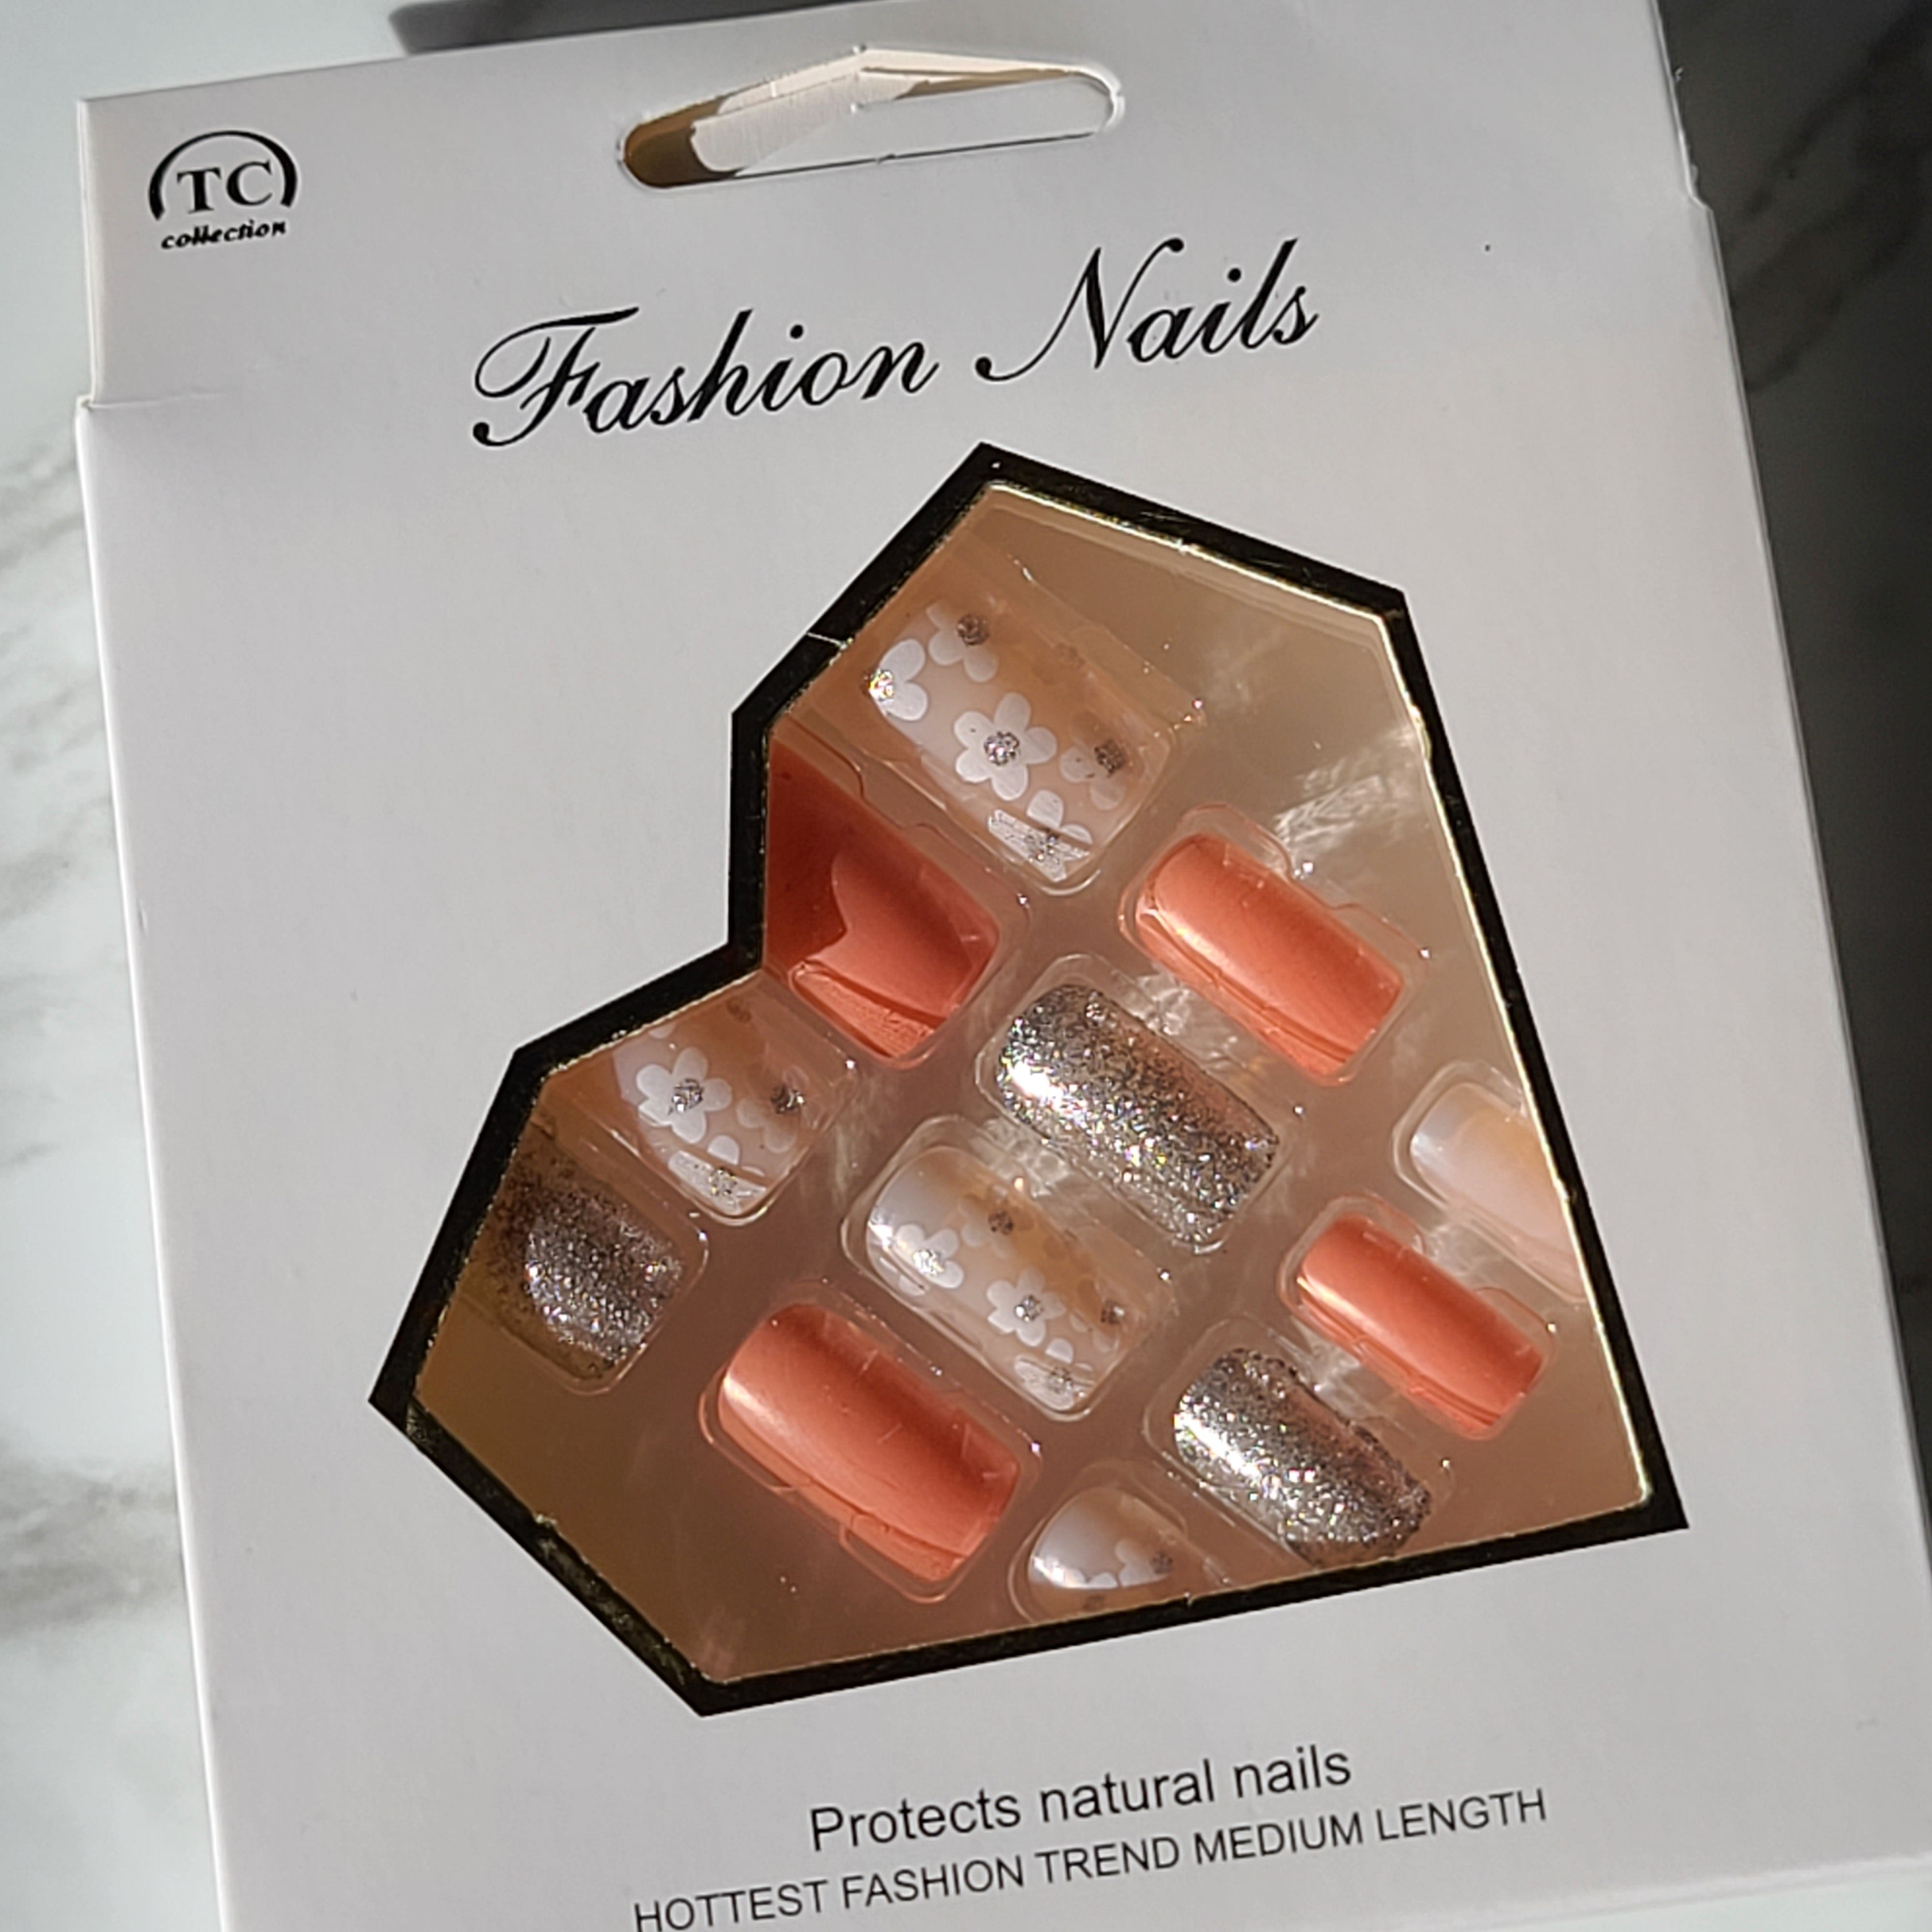 TC
collection
Fashion Nails
Protects natural nails
HOTTEST FASHION TREND MEDIUM LENGTH